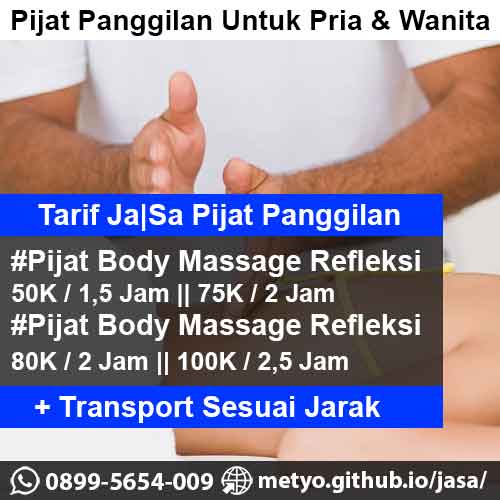 Pijat Panggilan Untuk Pria & Wanita
Tarif Ja|Sa Pijat Panggilan
#Pijat Body Massage Refleksi
50K / 1,5 Jam || 75K / 2 Jam
#Pijat Body Massage Refleksi
80K / 2 Jam || 100K / 2,5 Jam
+ Transport Sesuai Jarak
0899-5654-009 metyo.github.io/jasa/